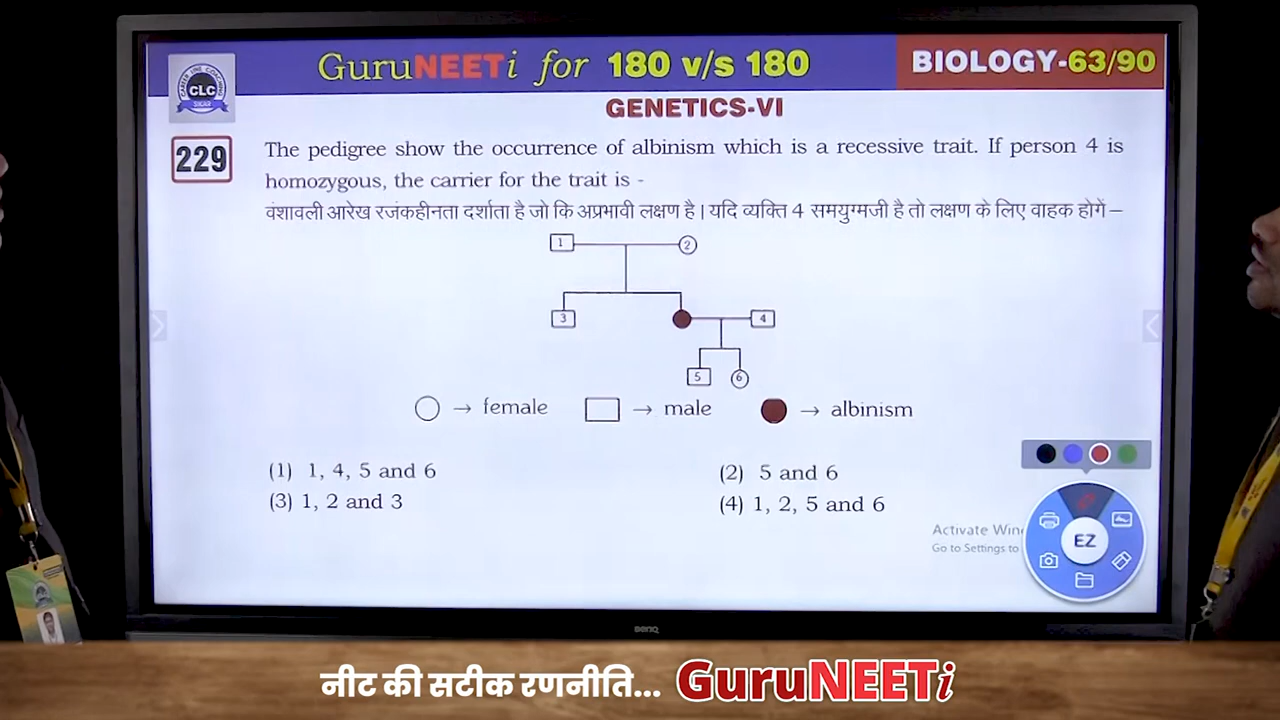 GuruNEETi for 180 v/s 180
BIOLOGY-63/90
CLC
SIKAR
GENETICS-VI
229
The pedigree show the occurrence of albinism which is a recessive trait. If person 4 is
homozygous, the carrier for the trait is -
वंशावली आरेख रजंकहीनता दर्शाता है जो कि अप्रभावी लक्षण है। यदि व्यक्ति 4 समयुग्मजी है तो लक्षण के लिए वाहक होगें –
1
2
3
4
5
6
→ female
→ male
→ albinism
(1) 1, 4, 5 and 6
(2) 5 and 6
(3) 1, 2 and 3
(4) 1, 2, 5 and 6
Activate Win
Go to Settings to
EZ
BENQ
नीट की सटीक रणनीति... GuruNEETi